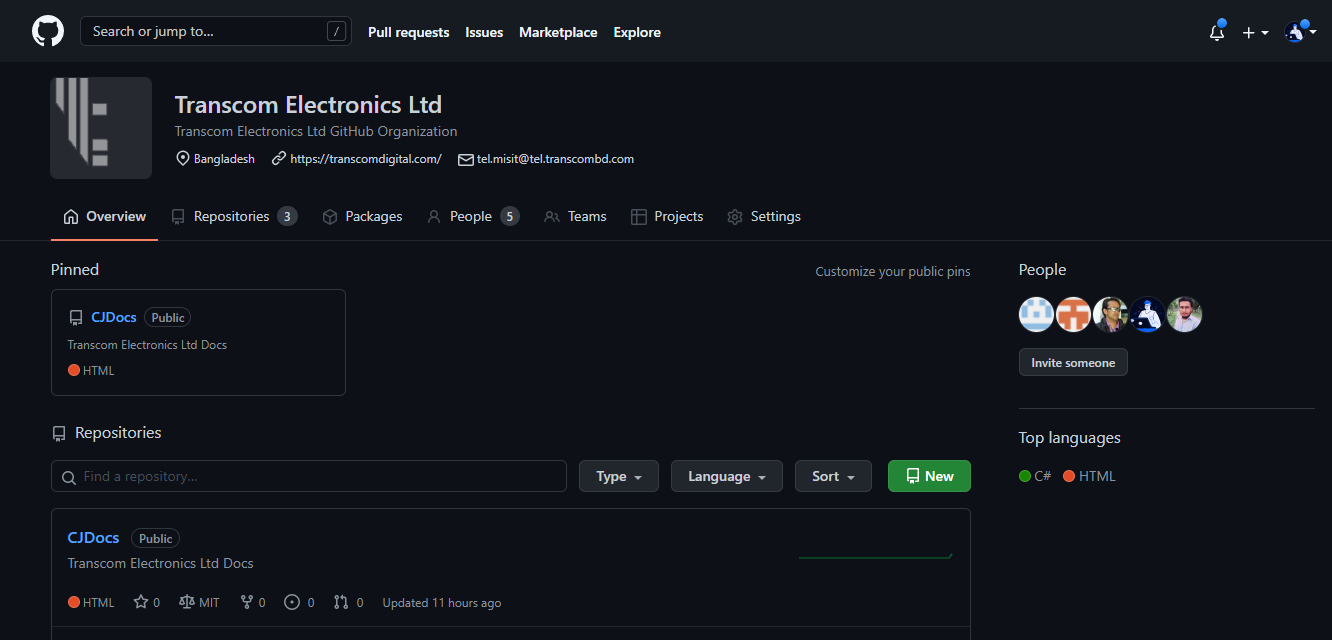 Search or jump to... /
Pull requests Issues Marketplace Explore
Transcom Electronics Ltd
Transcom Electronics Ltd GitHub Organization
Bangladesh https://transcomdigital.com/ tel.misit@tel.transcombd.com
Overview Repositories 3 Packages People 5 Teams Projects Settings
Pinned
Customize your public pins
CJDocs Public
Transcom Electronics Ltd Docs
HTML
Repositories
Find a repository...
Type Language Sort New
CJDocs Public
Transcom Electronics Ltd Docs
HTML 0 MIT 0 0 0 Updated 11 hours ago
People
Invite someone
Top languages
C# HTML